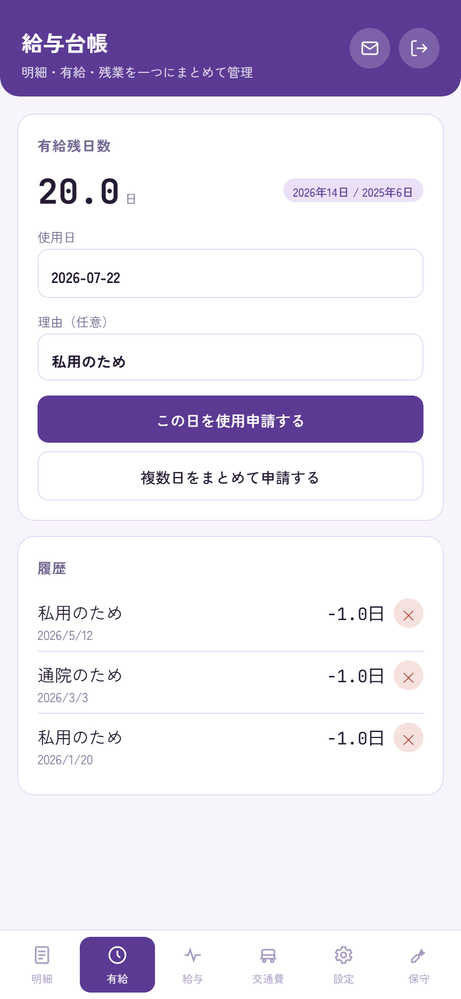 給与台帳
明細・有給・残業を一つにまとめて管理
有給残日数
20.0 日
2026年14日 / 2025年6日
使用日
2026-07-22
理由（任意）
私用のため
この日を使用申請する
複数日をまとめて申請する
履歴
私用のため
-1.0日
2026/5/12
通院のため
-1.0日
2026/3/3
私用のため
-1.0日
2026/1/20
明細
有給
給与
交通費
設定
保守